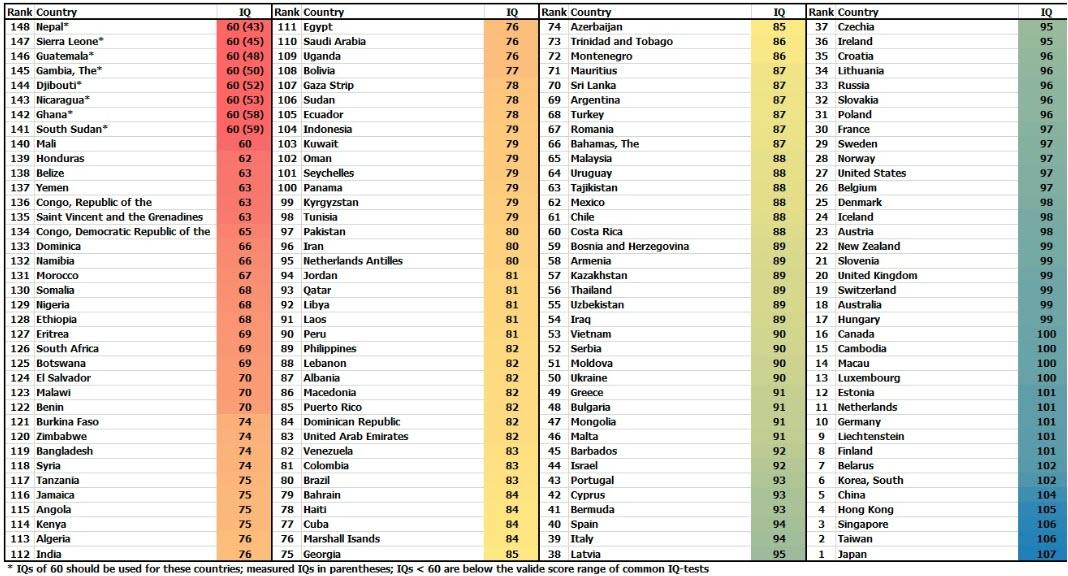 Rank Country IQ Rank Country IQ Rank Country IQ Rank Country IQ
148 Nepal* 60 (43) 111 Egypt 76 74 Azerbaijan 85 37 Czechia 95
147 Sierra Leone* 60 (45) 110 Saudi Arabia 76 73 Trinidad and Tobago 86 36 Ireland 95
146 Guatemala* 60 (48) 109 Uganda 76 72 Montenegro 86 35 Croatia 96
145 Gambia, The* 60 (50) 108 Bolivia 77 71 Mauritius 87 34 Lithuania 96
144 Djibouti* 60 (52) 107 Gaza Strip 78 70 Sri Lanka 87 33 Russia 96
143 Nicaragua* 60 (53) 106 Sudan 78 69 Argentina 87 32 Slovakia 96
142 Ghana* 60 (58) 105 Ecuador 78 68 Turkey 87 31 Poland 96
141 South Sudan* 60 (59) 104 Indonesia 79 67 Romania 87 30 France 97
140 Mali 60 103 Kuwait 79 66 Bahamas, The 87 29 Sweden 97
139 Honduras 62 102 Oman 79 65 Malaysia 88 28 Norway 97
138 Belize 63 101 Seychelles 79 64 Uruguay 88 27 United States 97
137 Yemen 63 100 Panama 79 63 Tajikistan 88 26 Belgium 97
136 Congo, Republic of the 63 99 Kyrgyzstan 79 62 Mexico 88 25 Denmark 98
135 Saint Vincent and the Grenadines 63 98 Tunisia 79 61 Chile 88 24 Iceland 98
134 Congo, Democratic Republic of the 65 97 Pakistan 80 60 Costa Rica 88 23 Austria 98
133 Dominica 66 96 Iran 80 59 Bosnia and Herzegovina 89 22 New Zealand 99
132 Namibia 66 95 Netherlands Antilles 80 58 Armenia 89 21 Slovenia 99
131 Morocco 67 94 Jordan 81 57 Kazakhstan 89 20 United Kingdom 99
130 Somalia 68 93 Qatar 81 56 Thailand 89 19 Switzerland 99
129 Nigeria 68 92 Libya 81 55 Uzbekistan 89 18 Australia 99
128 Ethiopia 68 91 Laos 81 54 Iraq 89 17 Hungary 99
127 Eritrea 69 90 Peru 81 53 Vietnam 90 16 Canada 100
126 South Africa 69 89 Philippines 82 52 Serbia 90 15 Cambodia 100
125 Botswana 69 88 Lebanon 82 51 Moldova 90 14 Macau 100
124 El Salvador 70 87 Albania 82 50 Ukraine 90 13 Luxembourg 100
123 Malawi 70 86 Macedonia 82 49 Greece 91 12 Estonia 101
122 Benin 70 85 Puerto Rico 82 48 Bulgaria 91 11 Netherlands 101
121 Burkina Faso 74 84 Dominican Republic 82 47 Mongolia 91 10 Germany 101
120 Zimbabwe 74 83 United Arab Emirates 82 46 Malta 91 9 Liechtenstein 101
119 Bangladesh 74 82 Venezuela 83 45 Barbados 92 8 Finland 101
118 Syria 74 81 Colombia 83 44 Israel 92 7 Belarus 102
117 Tanzania 75 80 Brazil 83 43 Portugal 93 6 Korea, South 102
116 Jamaica 75 79 Bahrain 84 42 Cyprus 93 5 China 104
115 Angola 75 78 Haiti 84 41 Bermuda 93 4 Hong Kong 105
114 Kenya 75 77 Cuba 84 40 Spain 94 3 Singapore 106
113 Algeria 76 76 Marshall Isands 84 39 Italy 94 2 Taiwan 106
112 India 76 75 Georgia 85 38 Latvia 95 1 Japan 107
* IQs of 60 should be used for these countries; measured IQs in parentheses; IQs < 60 are below the valide score range of common IQ-tests